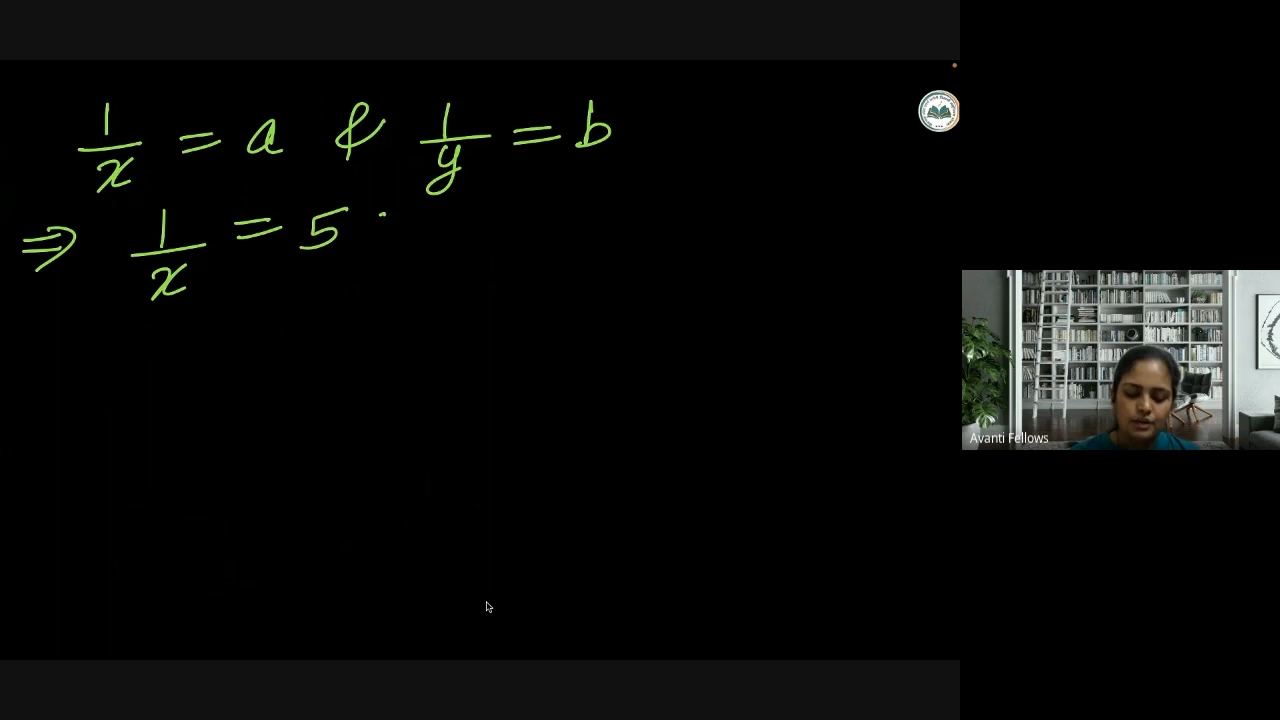 1/x = a & 1/y = b
⇒ 1/x = 5
Avanti Fellows